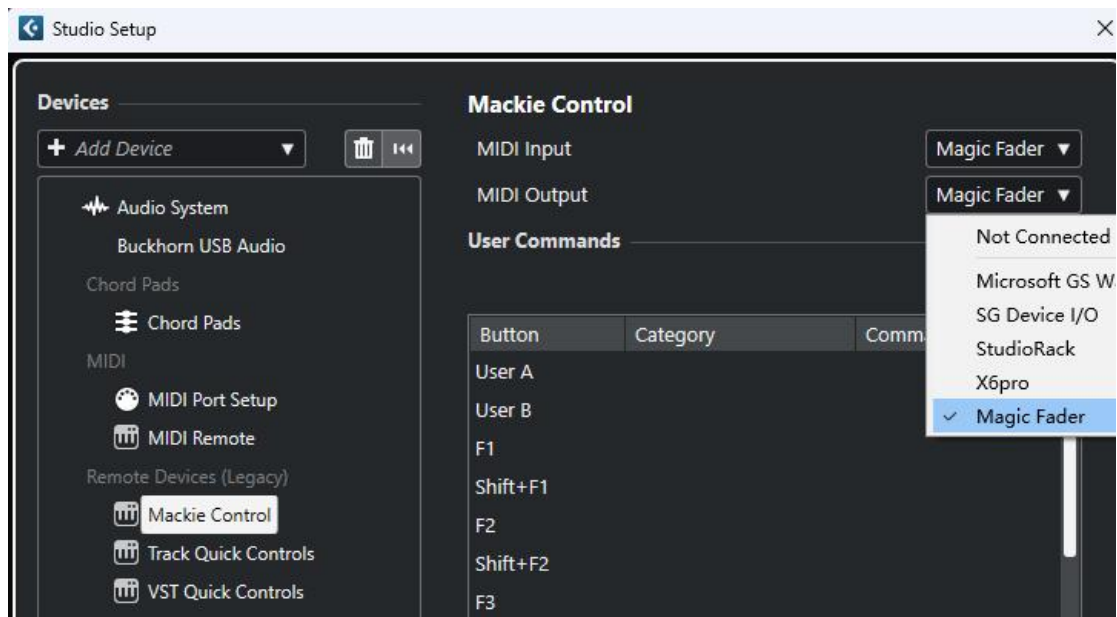 Studio Setup
Devices
Add Device
Audio System
Buckhorn USB Audio
Chord Pads
Chord Pads
MIDI
MIDI Port Setup
MIDI Remote
Remote Devices (Legacy)
Mackie Control
Track Quick Controls
VST Quick Controls
Mackie Control
MIDI Input Magic Fader
MIDI Output Magic Fader
User Commands
Not Connected
Microsoft GS
SG Device I/O
StudioRack
X6pro
Magic Fader
Button Category
User A
User B
F1
Shift+F1
F2
Shift+F2
F3